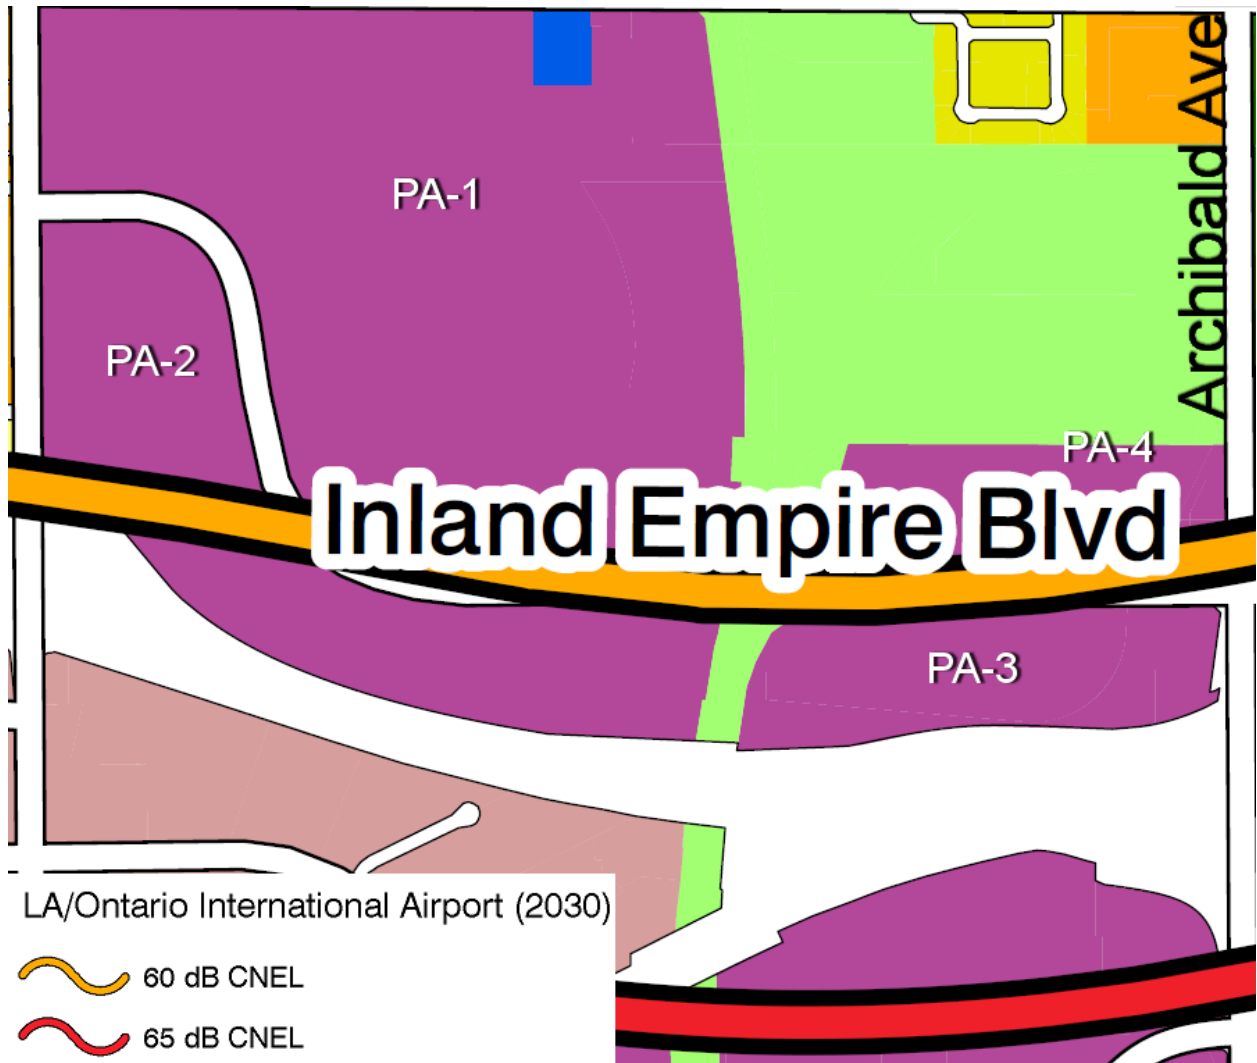 Archibald Ave
PA-1
PA-2
PA-4
Inland Empire Blvd
PA-3
LA/Ontario International Airport (2030)
60 dB CNEL
65 dB CNEL